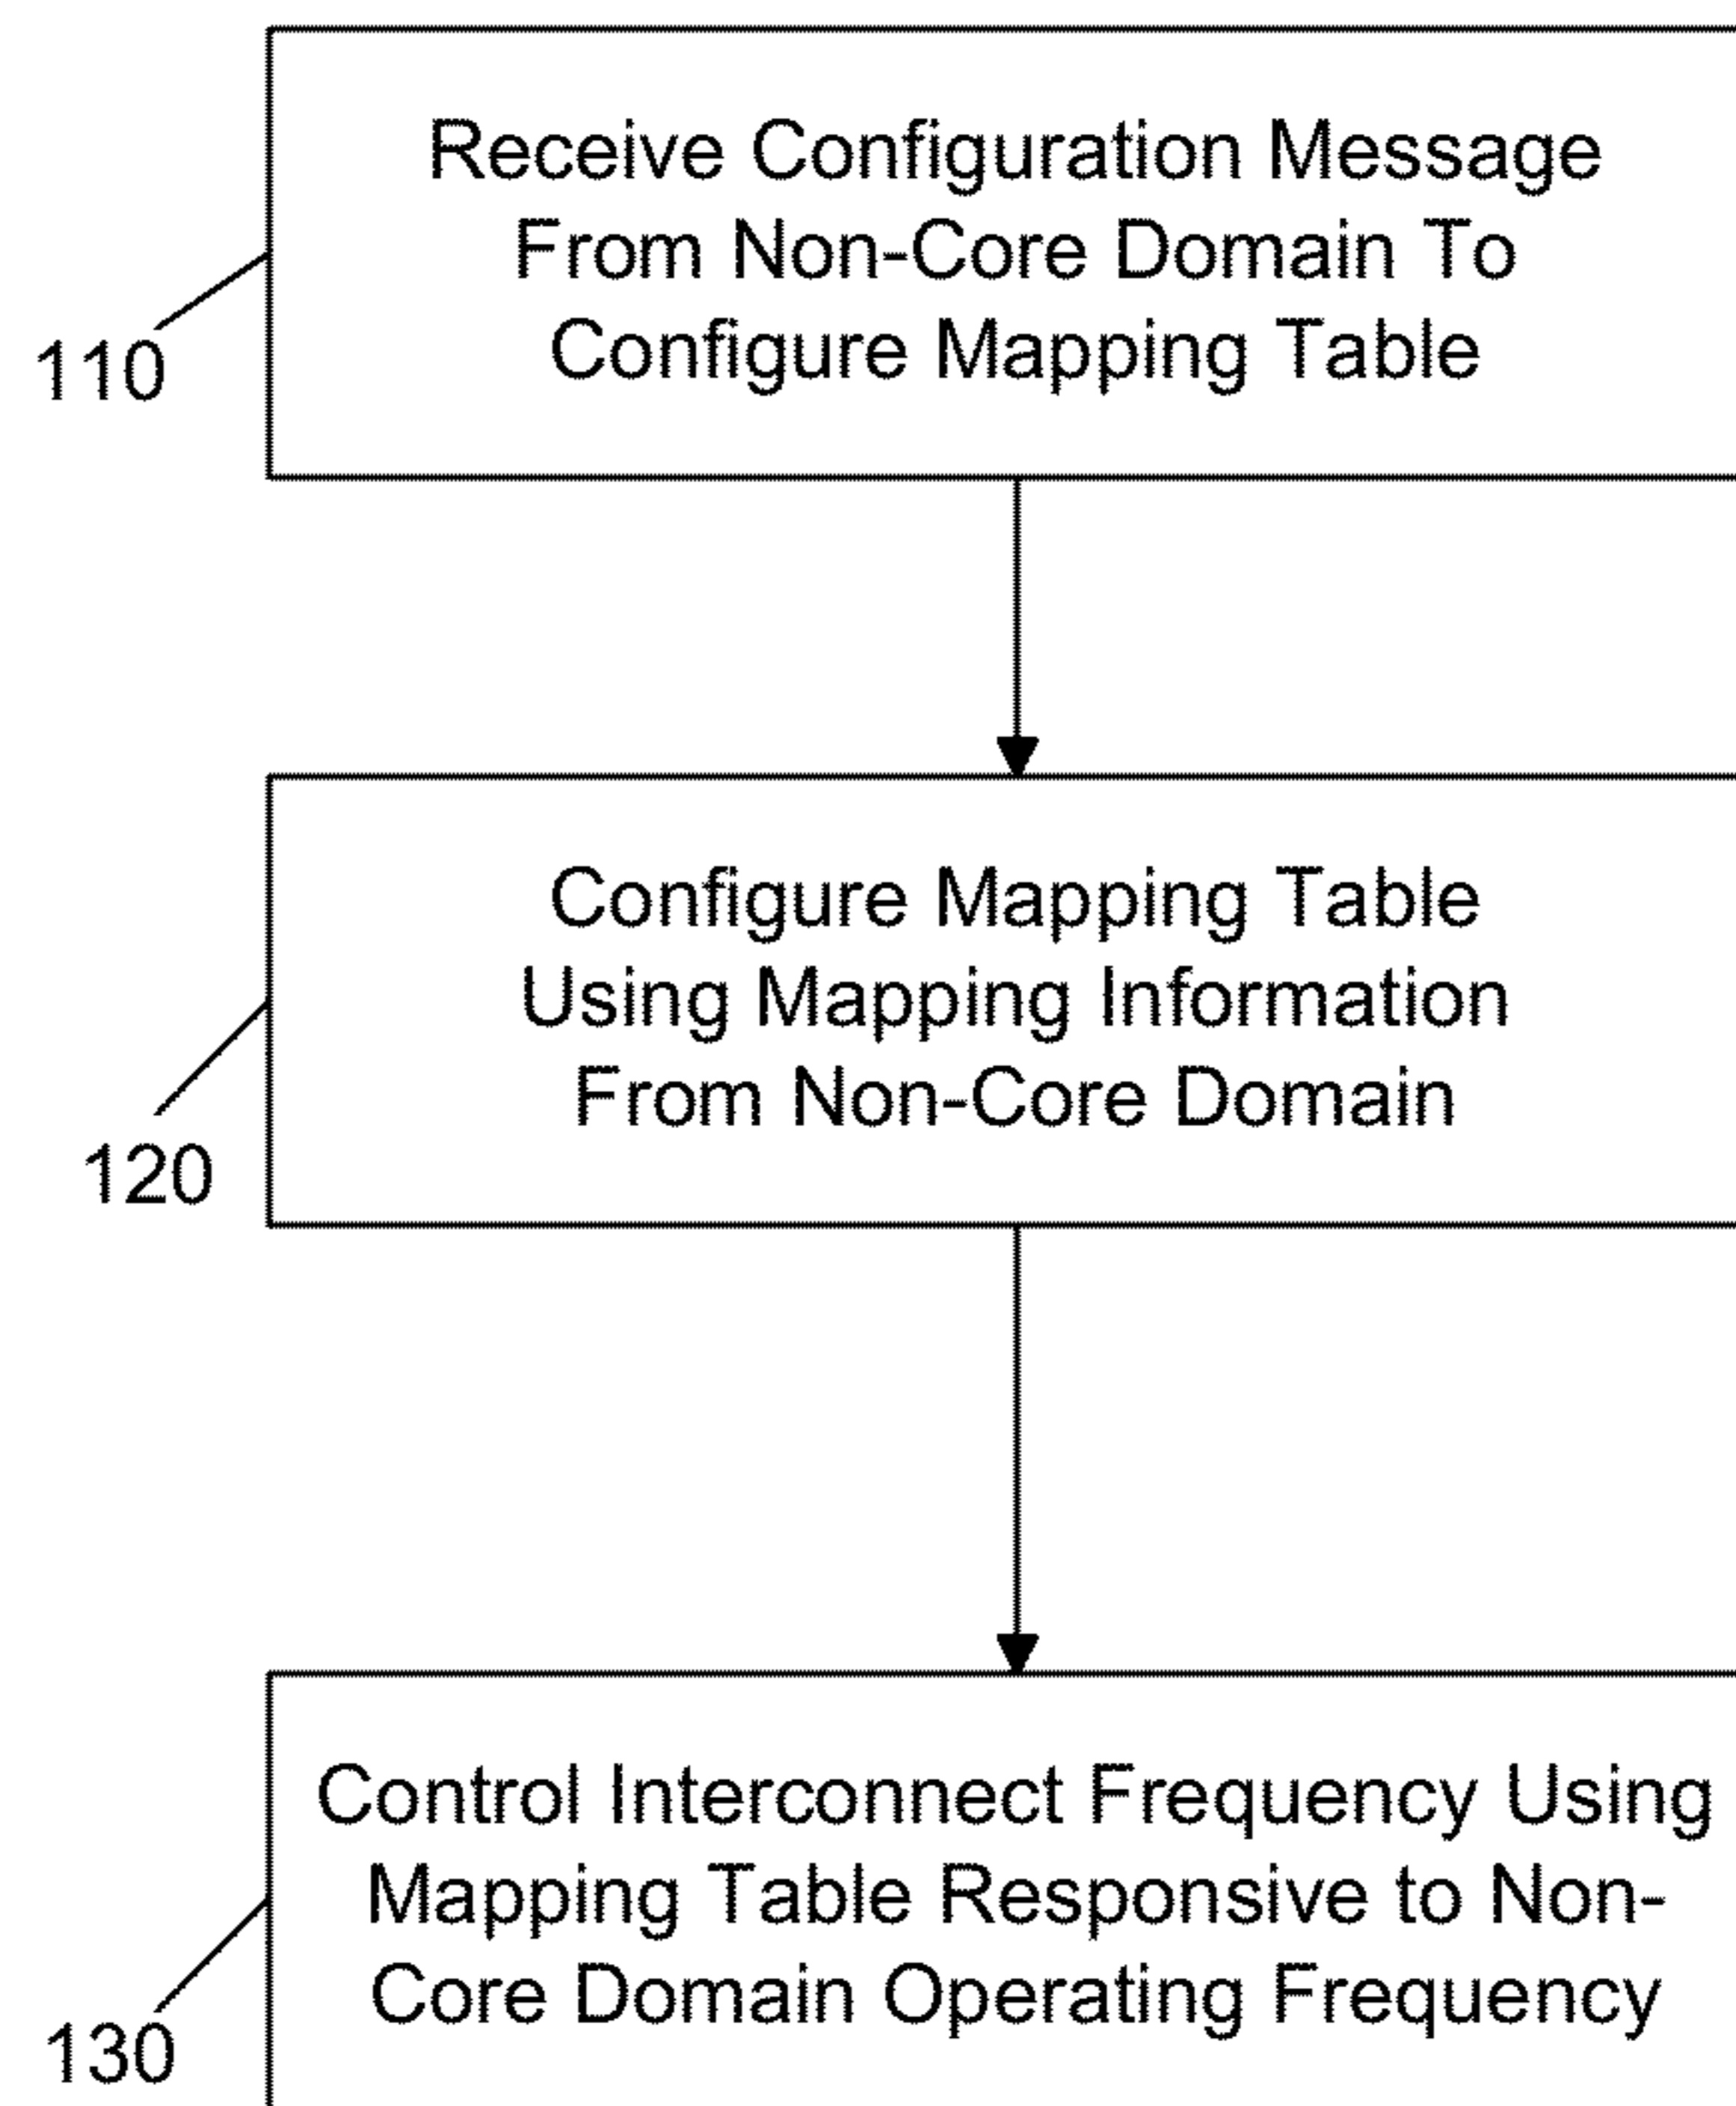 Receive Configuration Message
From Non-Core Domain To
Configure Mapping Table
110
Configure Mapping Table
Using Mapping Information
From Non-Core Domain
120
Control Interconnect Frequency Using
Mapping Table Responsive to Non-
Core Domain Operating Frequency
130